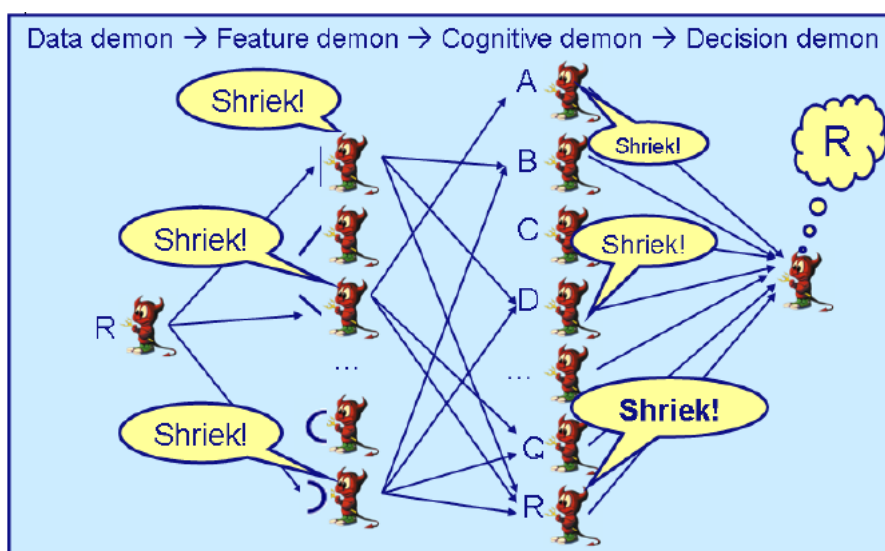 Data demon → Feature demon → Cognitive demon → Decision demon
Shriek!
A
Shriek!
R
B
Shriek!
C
Shriek!
D
R
...
...
Shriek!
Shriek!
Q
R